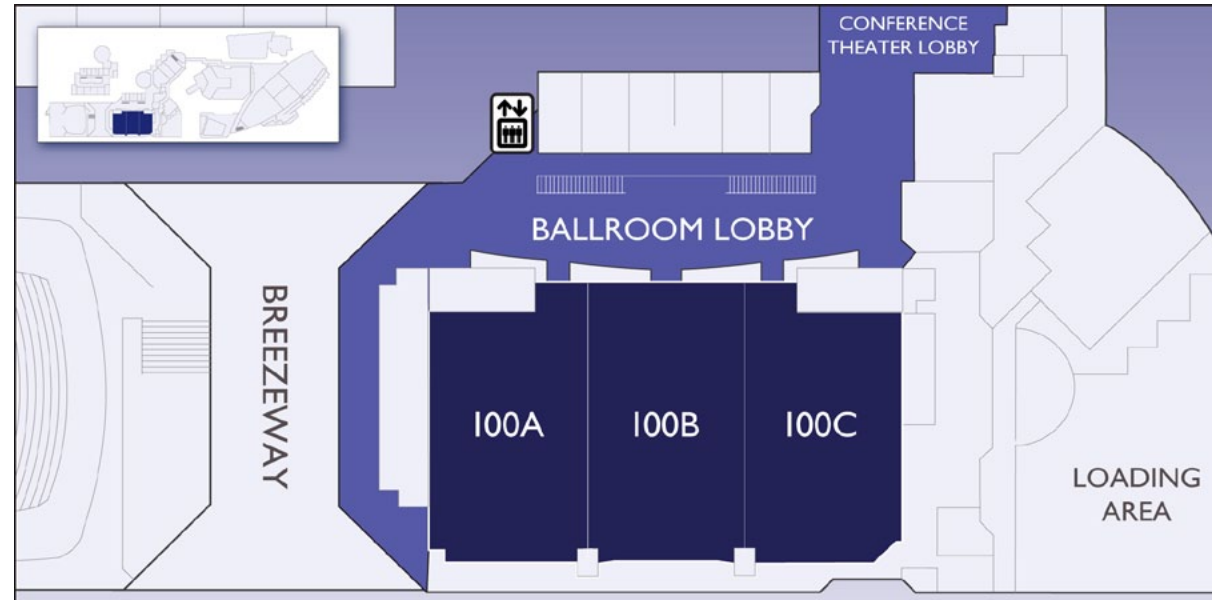 CONFERENCE
THEATER LOBBY
BALLROOM LOBBY
BREEZEWAY
100A
100B
100C
LOADING
AREA